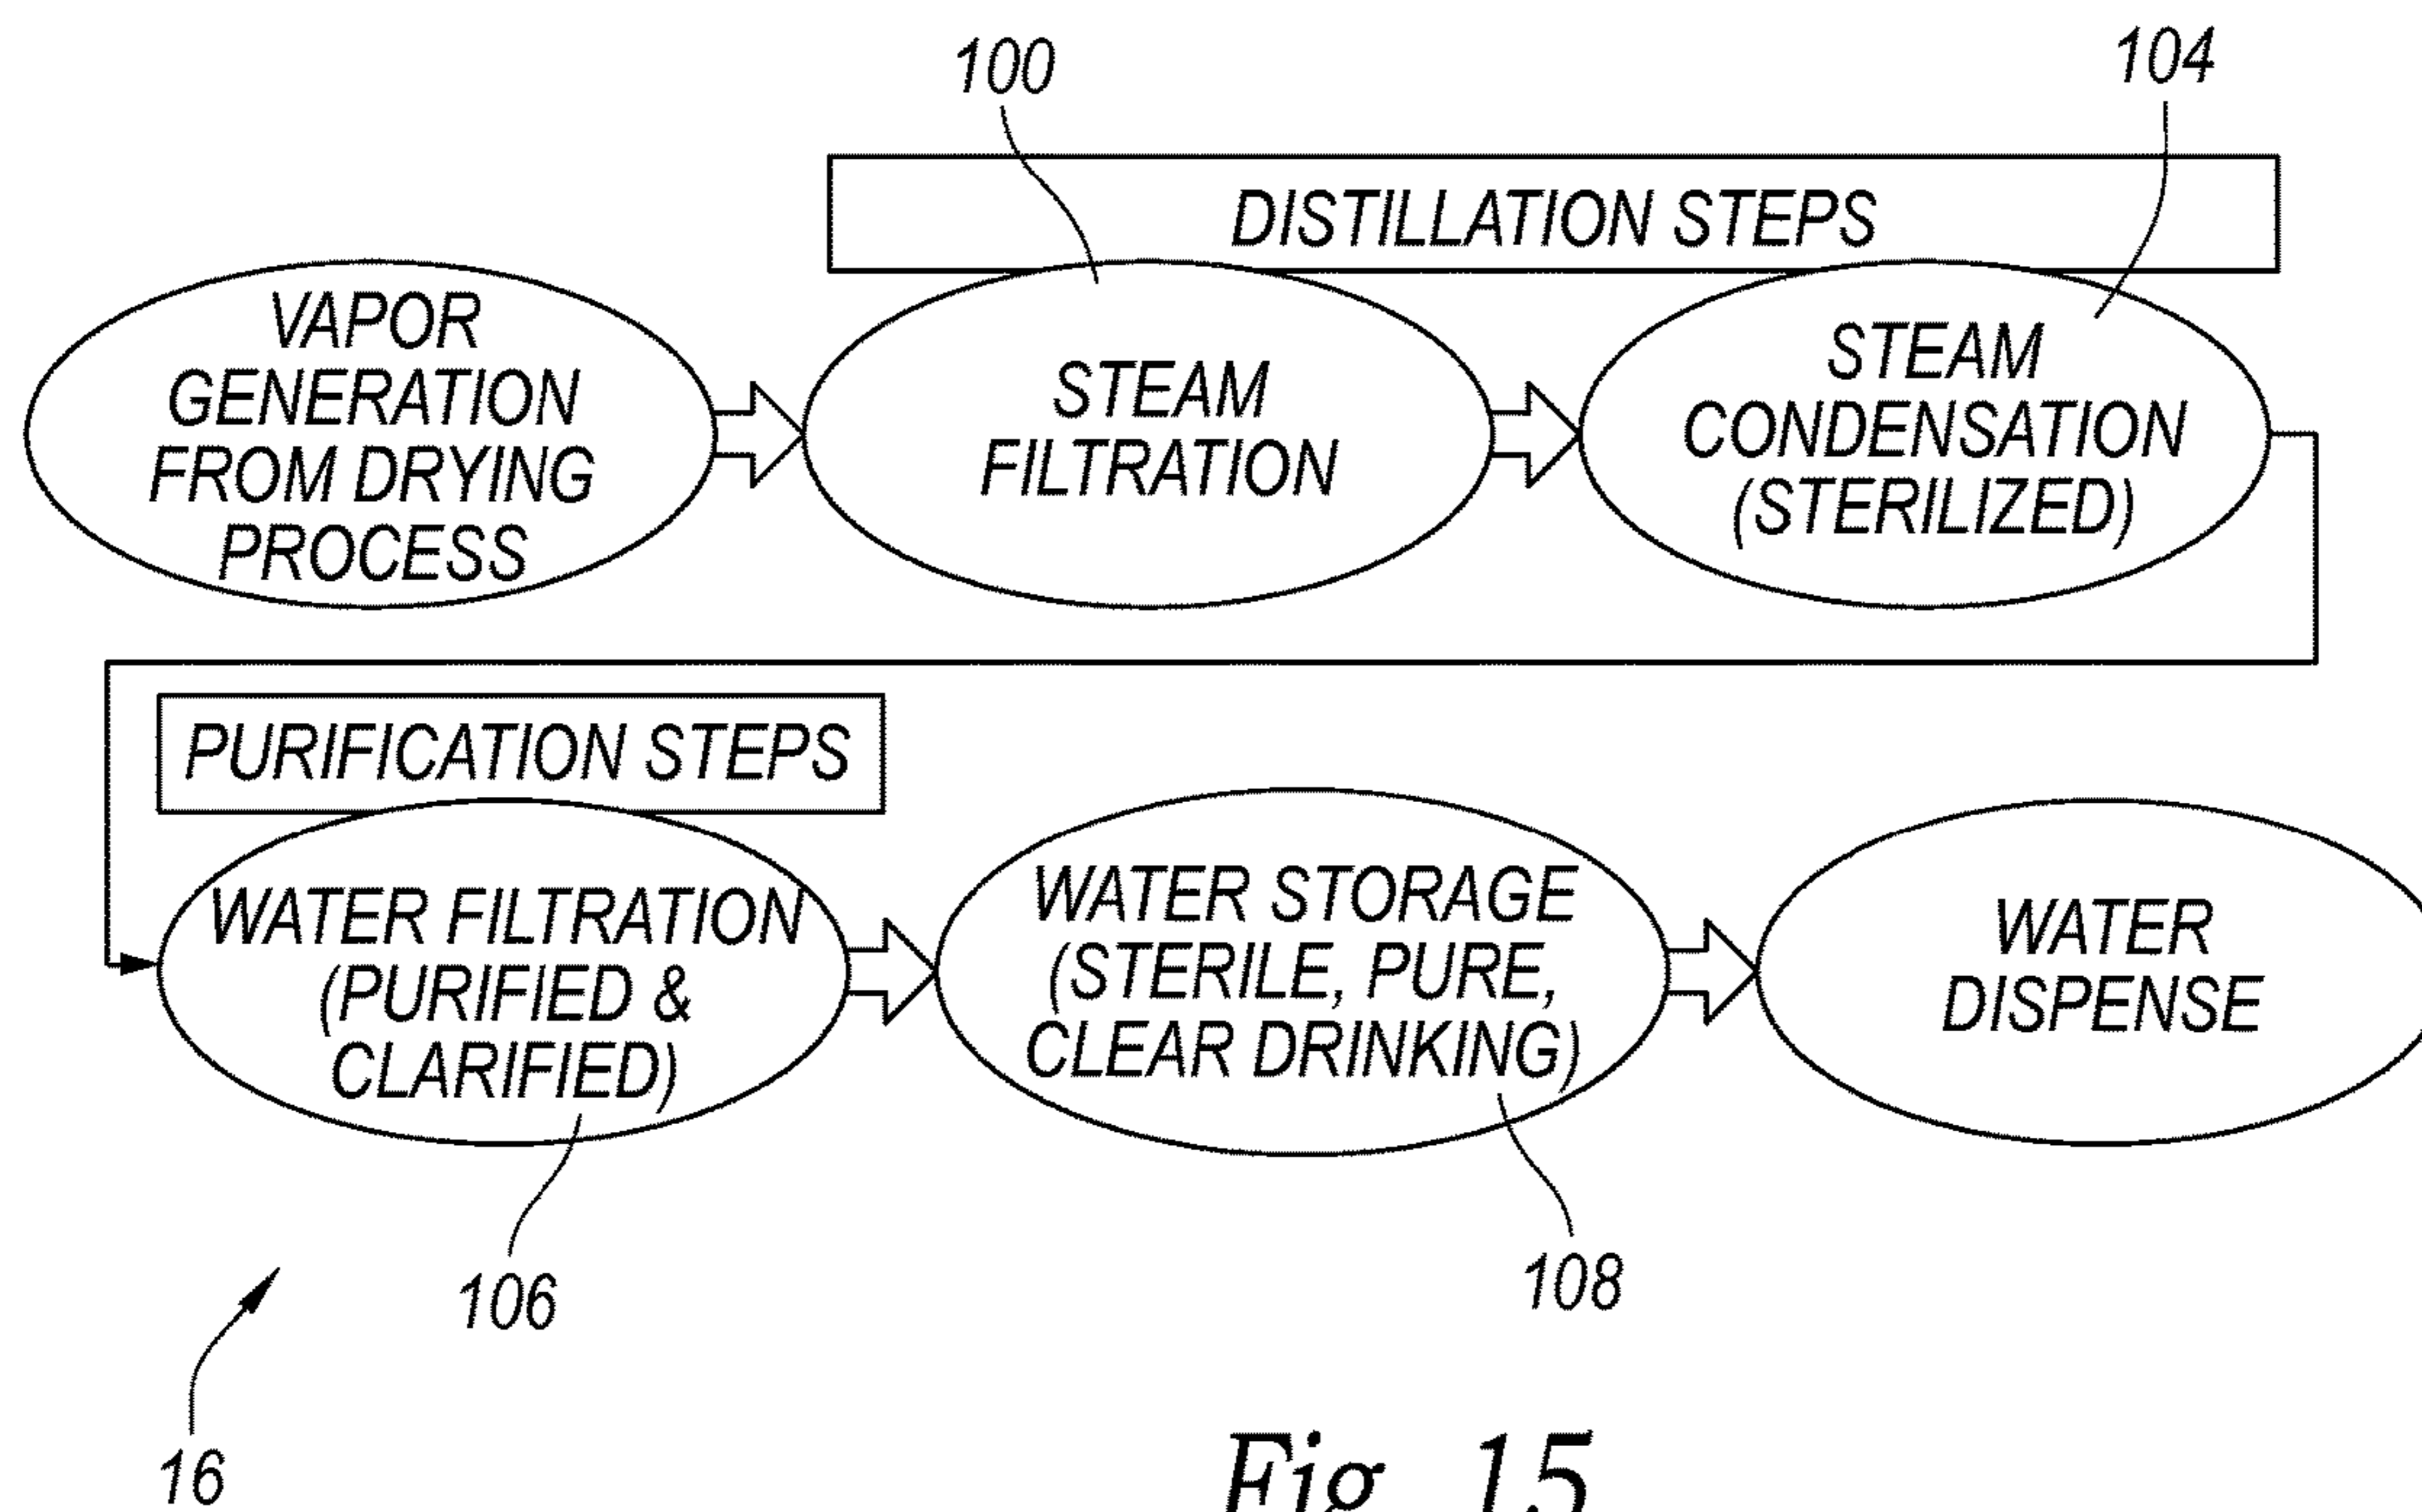 100
104
DISTILLATION STEPS
VAPOR
GENERATION
FROM DRYING
PROCESS
STEAM
FILTRATION
STEAM
CONDENSATION
(STERILIZED)
PURIFICATION STEPS
WATER FILTRATION
(PURIFIED &
CLARIFIED)
WATER STORAGE
(STERILE, PURE,
CLEAR DRINKING)
WATER
DISPENSE
106
108
16
Fig. 15